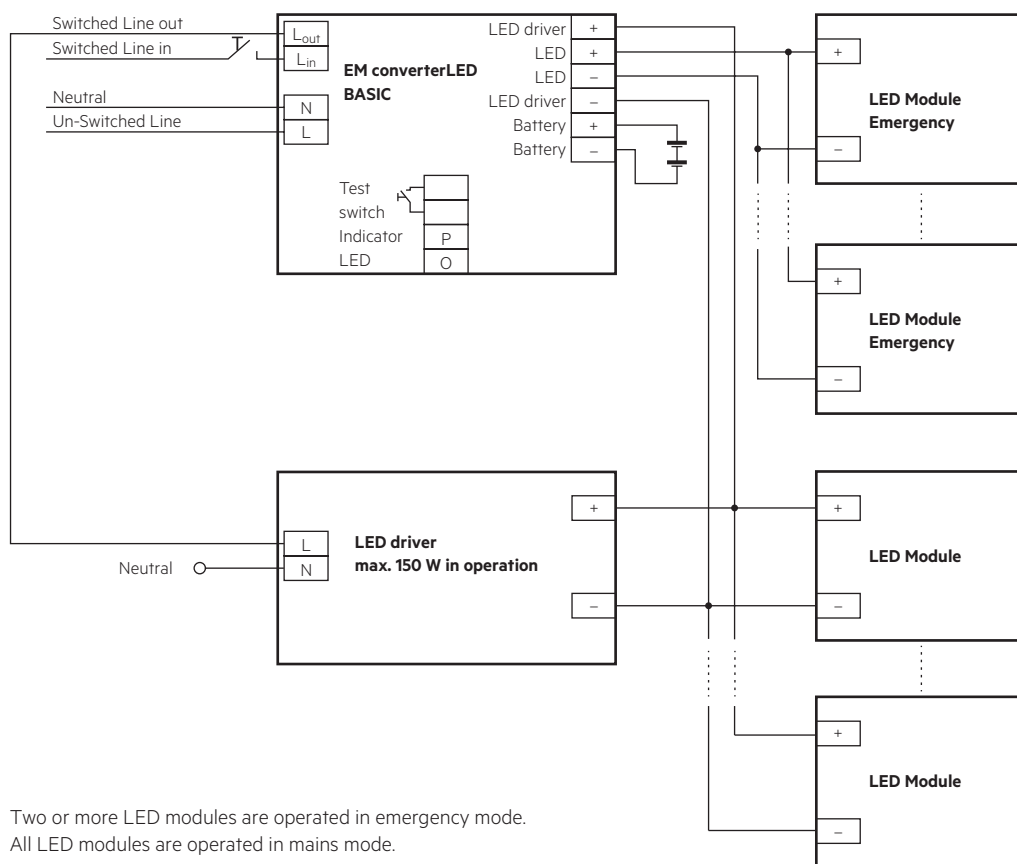 Switched Line out
Switched Line in
Neutral
Un-Switched Line
Lout
Lin
N
L
EM converterLED
BASIC
LED driver +
LED +
LED –
LED driver –
Battery +
Battery –
Test
switch
Indicator P
LED O
+
–
LED Module
Emergency
+
–
LED Module
Emergency
Neutral
L
N
LED driver
max. 150 W in operation
+
–
+
–
LED Module
+
–
LED Module
Two or more LED modules are operated in emergency mode.
All LED modules are operated in mains mode.